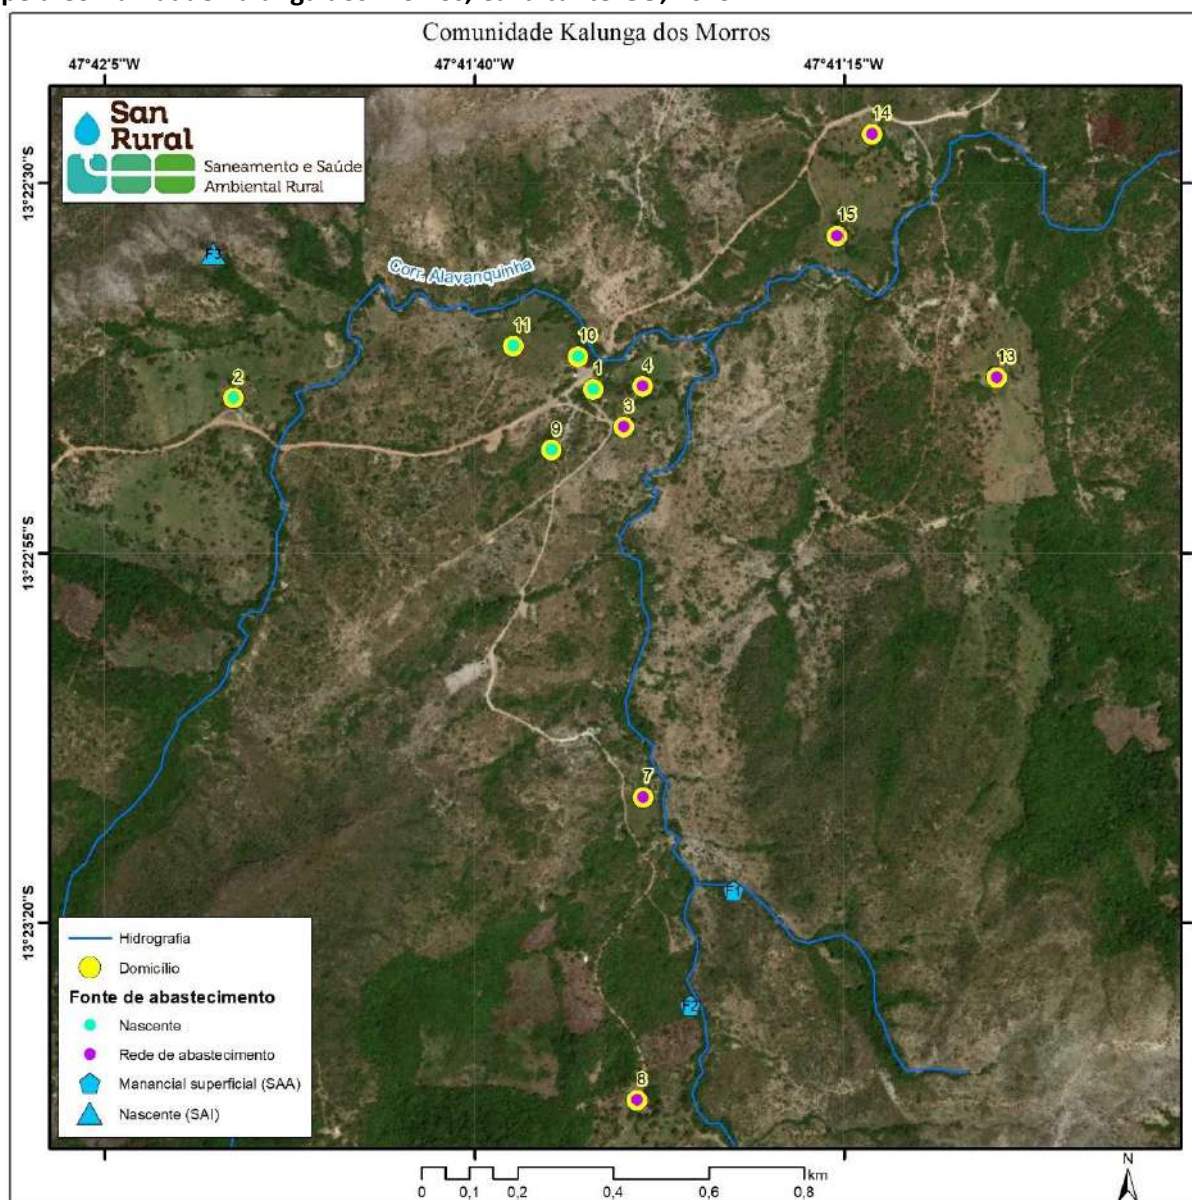 Comunidade Kalunga dos Morros
47°42'5"W
47°41'40"W
47°41'15"W
San
Rural
Saneamento e Saúde
Ambiental Rural
13°22'30"S
13°22'55"S
13°23'20"S
14
15
F3
Corr. Alavanquinha
11
10
13
2
1
4
3
9
7
F1
F2
8
Hidrografia
Domicílio
Fonte de abastecimento
Nascente
Rede de abastecimento
Manancial superficial (SAA)
Nascente (SAI)
km
0 0,1 0,2 0,4 0,6 0,8
N